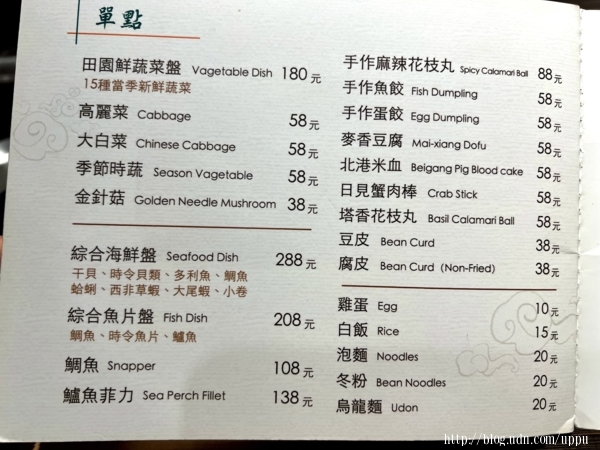 單點
田園鮮蔬菜盤 Vagetable Dish 180元
15種當季新鮮蔬菜
高麗菜 Cabbage 58元
大白菜 Chinese Cabbage 58元
季節時蔬 Season Vagetable 58元
金針菇 Golden Needle Mushroom 38元
綜合海鮮盤 Seafood Dish 288元
干貝、時令貝類、多利魚、鯛魚
蛤蜊、西非草蝦、大尾蝦、小卷
綜合魚片盤 Fish Dish 208元
鯛魚、時令魚片、鱸魚
鯛魚 Snapper 108元
鱸魚菲力 Sea Perch Fillet 138元
手作麻辣花枝丸 Spicy Calamari Ball 88元
手作魚餃 Fish Dumpling 58元
手作蛋餃 Egg Dumpling 58元
麥香豆腐 Mai-xiang Dofu 58元
北港米血 Beigang Pig Blood cake 58元
日見蟹肉棒 Crab Stick 58元
塔香花枝丸 Basil Calamari Ball 58元
豆皮 Bean Curd 38元
腐皮 Bean Curd（Non-Fried） 38元
雞蛋 Egg 10元
白飯 Rice 15元
泡麵 Noodles 20元
冬粉 Bean Noodles 20元
烏龍麵 Udon 20元
http://blog.udn.com/uppu